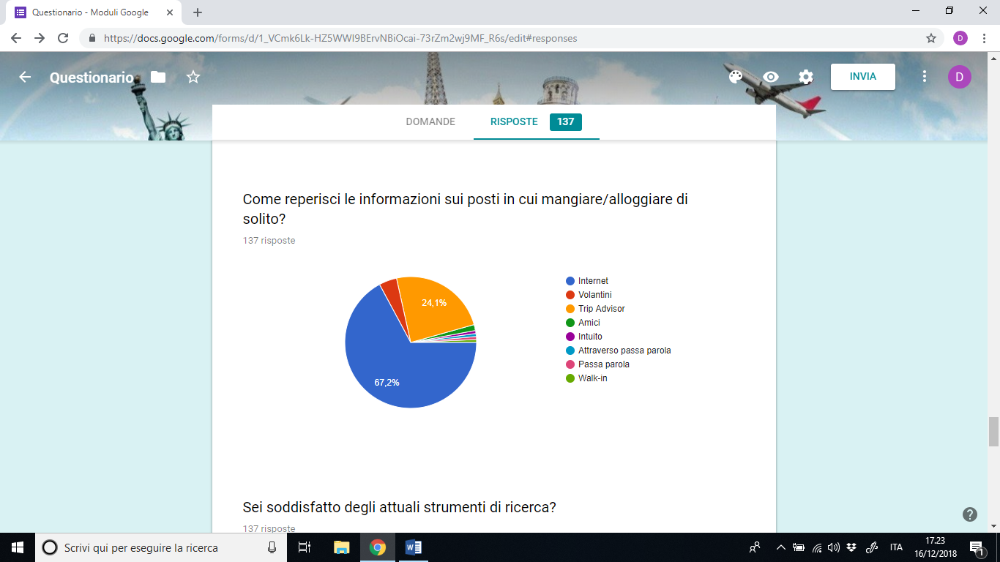 Questionario - Moduli Google
https://docs.google.com/forms/d/1_VCmk6Lk-HZ5WWI9BErvNBiOcai-73rZm2wj9MF_R6s/edit#responses
D
Questionario
INVIA
D
DOMANDE
RISPOSTE
137
Come reperisci le informazioni sui posti in cui mangiare/alloggiare di
solito?
137 risposte
24,1%
67,2%
Internet
Volantini
Trip Advisor
Amici
Intuito
Attraverso passa parola
Passa parola
Walk-in
Sei soddisfatto degli attuali strumenti di ricerca?
137 risposte
Scrivi qui per eseguire la ricerca
ITA
17.23
16/12/2018
1